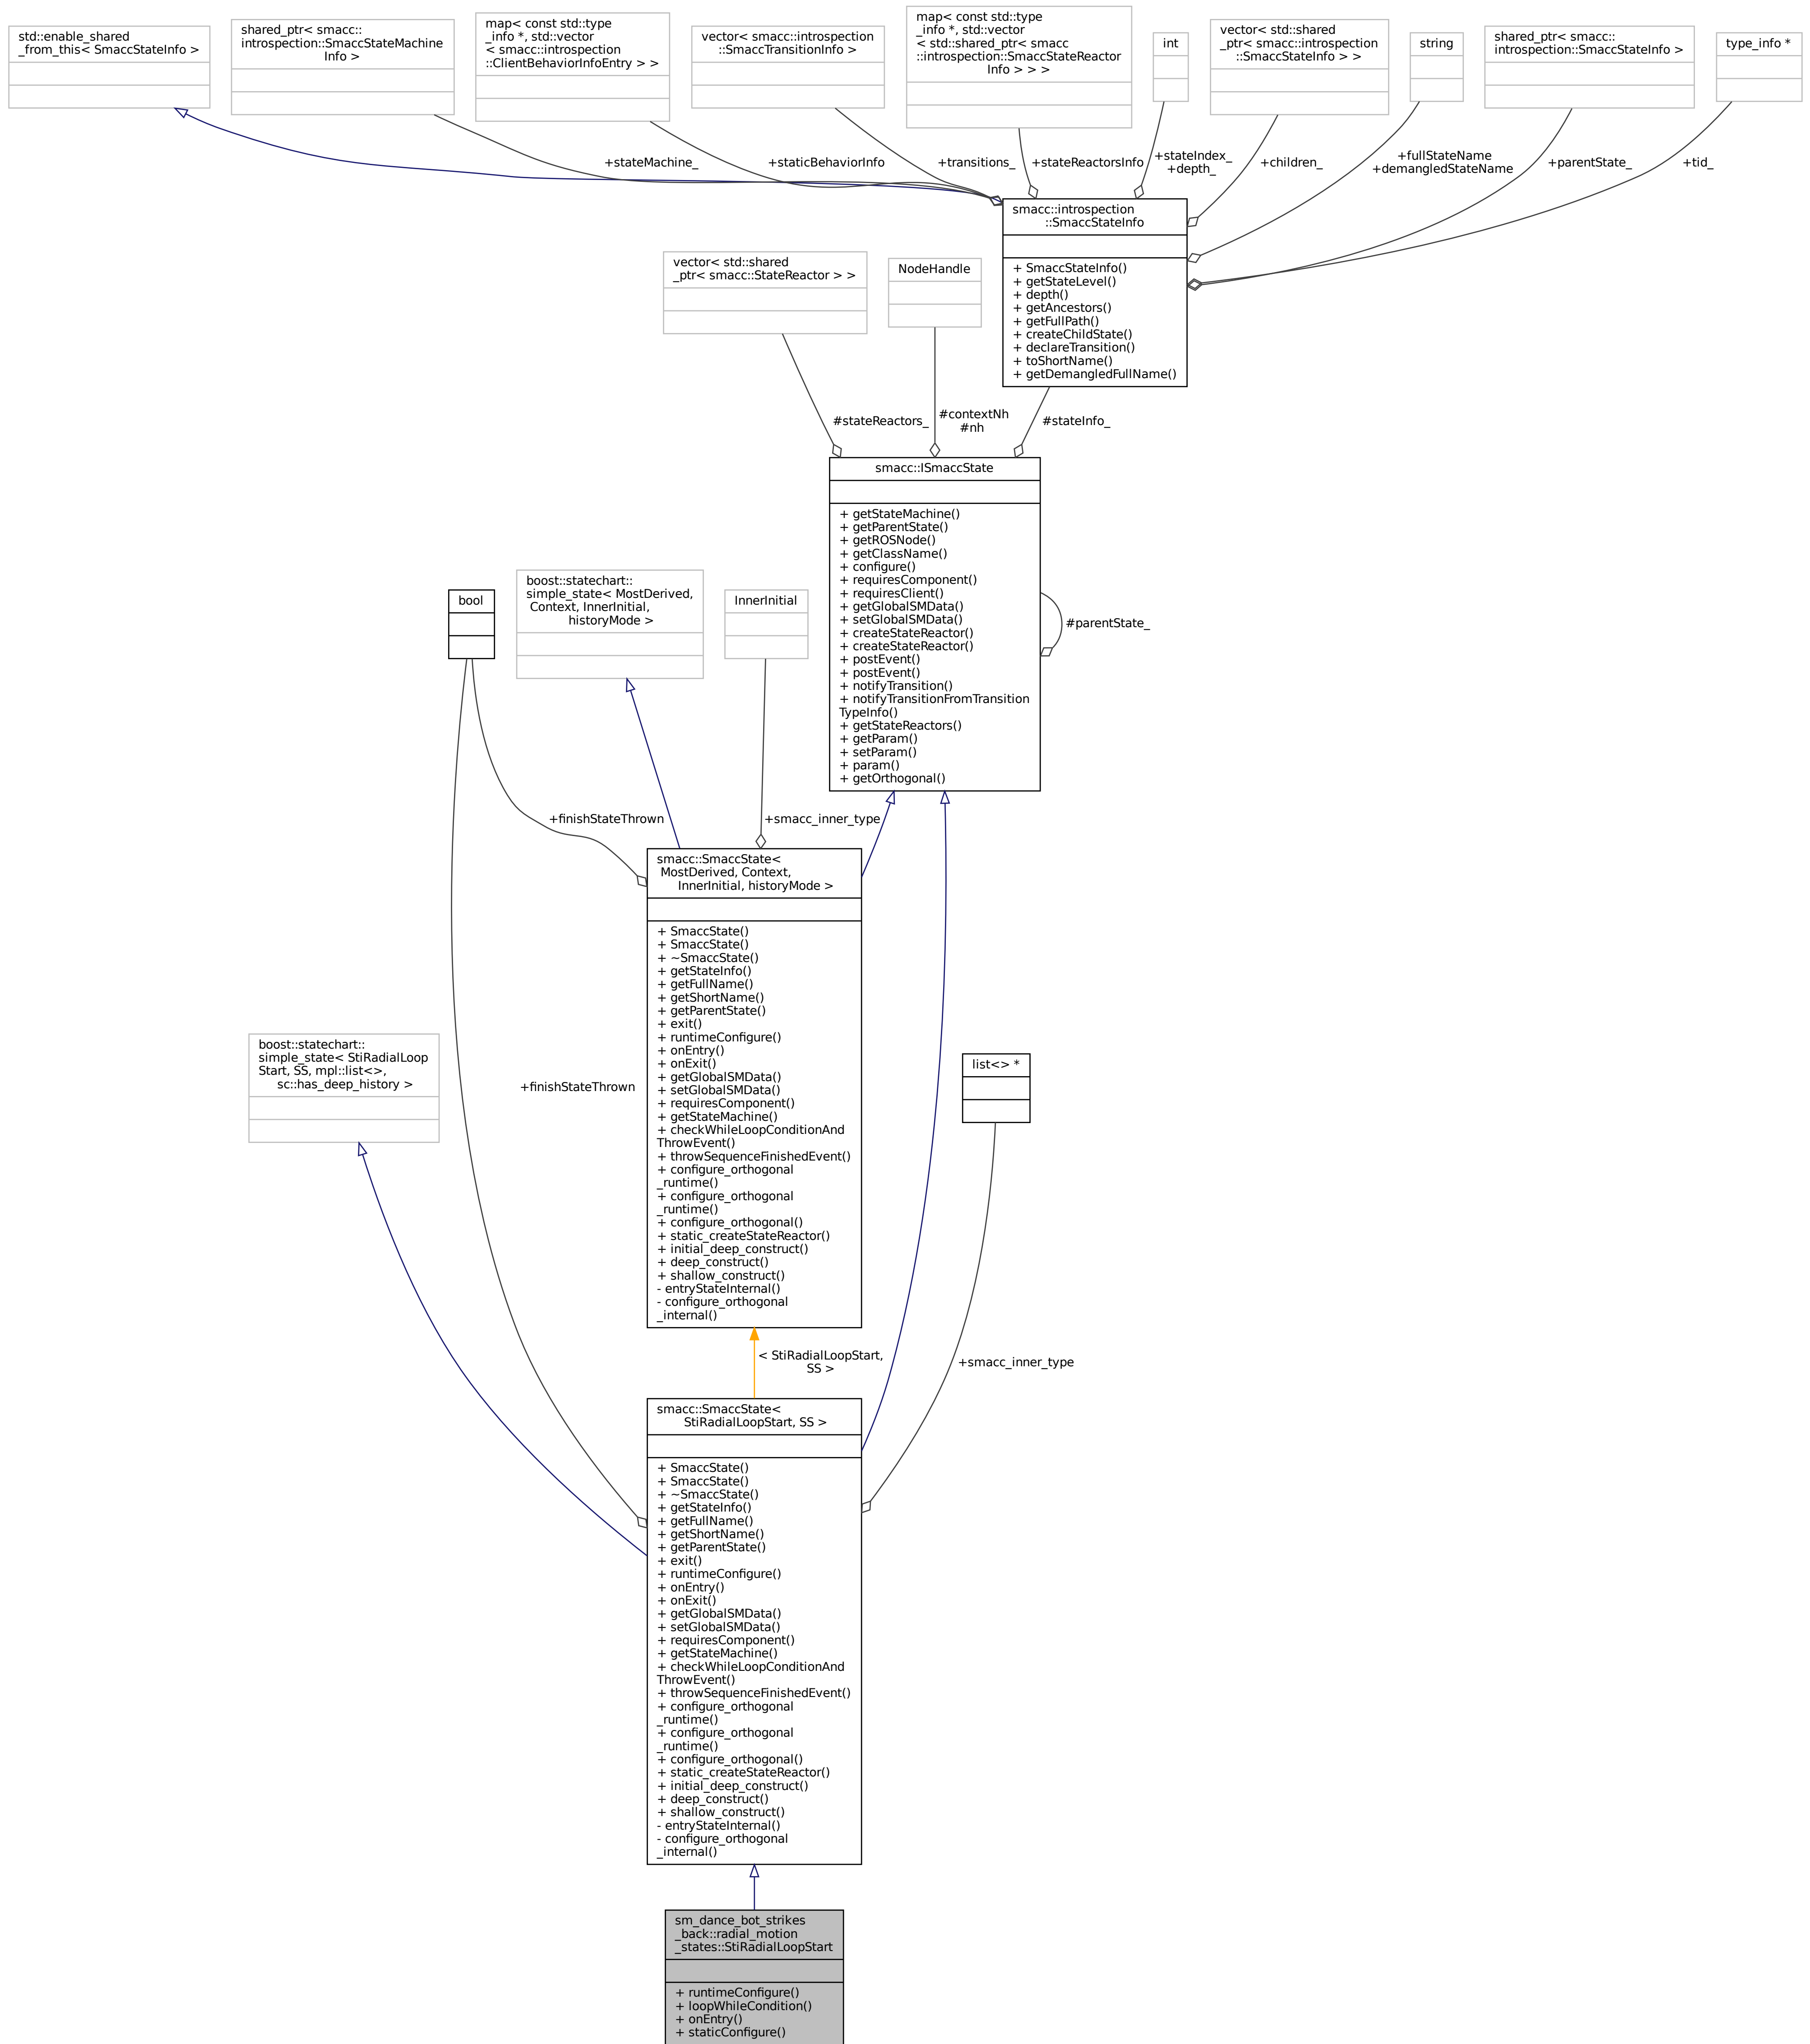 std::enable_shared
_from_this< SmaccStateInfo >
shared_ptr< smacc::
introspection::SmaccStateMachine
Info >
map< const std::type
_info *, std::vector
< smacc::introspection
::ClientBehaviorInfoEntry > >
vector< smacc::introspection
::SmaccTransitionInfo >
map< const std::type
_info *, std::vector
< std::shared_ptr< smacc
::introspection::SmaccStateReactor
Info > > >
int
vector< std::shared
_ptr< smacc::introspection
::SmaccStateInfo > >
string
shared_ptr< smacc::
introspection::SmaccStateInfo >
type_info *
+stateMachine_
+staticBehaviorInfo
+transitions_
+stateReactorsInfo
+stateIndex_
+depth_
+children_
+fullStateName
+demangledStateName
+parentState_
+tid_
smacc::introspection
::SmaccStateInfo
+ SmaccStateInfo()
+ getStateLevel()
+ depth()
+ getAncestors()
+ getFullPath()
+ createChildState()
+ declareTransition()
+ toShortName()
+ getDemangledFullName()
vector< std::shared
_ptr< smacc::StateReactor > >
NodeHandle
#stateReactors_
#contextNh
#nh
#stateInfo_
smacc::ISmaccState
+ getStateMachine()
+ getParentState()
+ getROSNode()
+ getClassName()
+ configure()
+ requiresComponent()
+ requiresClient()
+ getGlobalSMData()
+ setGlobalSMData()
+ createStateReactor()
+ createStateReactor()
+ postEvent()
+ postEvent()
+ notifyTransition()
+ notifyTransitionFromTransition
TypeInfo()
+ getStateReactors()
+ getParam()
+ setParam()
+ param()
+ getOrthogonal()
#parentState_
bool
boost::statechart::
simple_state< MostDerived,
Context, InnerInitial,
historyMode >
InnerInitial
+finishStateThrown
+smacc_inner_type
smacc::SmaccState<
MostDerived, Context,
InnerInitial, historyMode >
+ SmaccState()
+ SmaccState()
+ ~SmaccState()
+ getStateInfo()
+ getFullName()
+ getShortName()
+ getParentState()
+ exit()
+ runtimeConfigure()
+ onEntry()
+ onExit()
+ getGlobalSMData()
+ setGlobalSMData()
+ requiresComponent()
+ getStateMachine()
+ checkWhileLoopConditionAnd
ThrowEvent()
+ throwSequenceFinishedEvent()
+ configure_orthogonal
_runtime()
+ configure_orthogonal
_runtime()
+ configure_orthogonal()
+ static_createStateReactor()
+ initial_deep_construct()
+ deep_construct()
+ shallow_construct()
- entryStateInternal()
- configure_orthogonal
_internal()
boost::statechart::
simple_state< StiRadialLoop
Start, SS, mpl::list<>,
sc::has_deep_history >
+finishStateThrown
list<> *
< StiRadialLoopStart,
SS >
+smacc_inner_type
smacc::SmaccState<
StiRadialLoopStart, SS >
+ SmaccState()
+ SmaccState()
+ ~SmaccState()
+ getStateInfo()
+ getFullName()
+ getShortName()
+ getParentState()
+ exit()
+ runtimeConfigure()
+ onEntry()
+ onExit()
+ getGlobalSMData()
+ setGlobalSMData()
+ requiresComponent()
+ getStateMachine()
+ checkWhileLoopConditionAnd
ThrowEvent()
+ throwSequenceFinishedEvent()
+ configure_orthogonal
_runtime()
+ configure_orthogonal
_runtime()
+ configure_orthogonal()
+ static_createStateReactor()
+ initial_deep_construct()
+ deep_construct()
+ shallow_construct()
- entryStateInternal()
- configure_orthogonal
_internal()
sm_dance_bot_strikes
_back::radial_motion
_states::StiRadialLoopStart
+ runtimeConfigure()
+ loopWhileCondition()
+ onEntry()
+ staticConfigure()